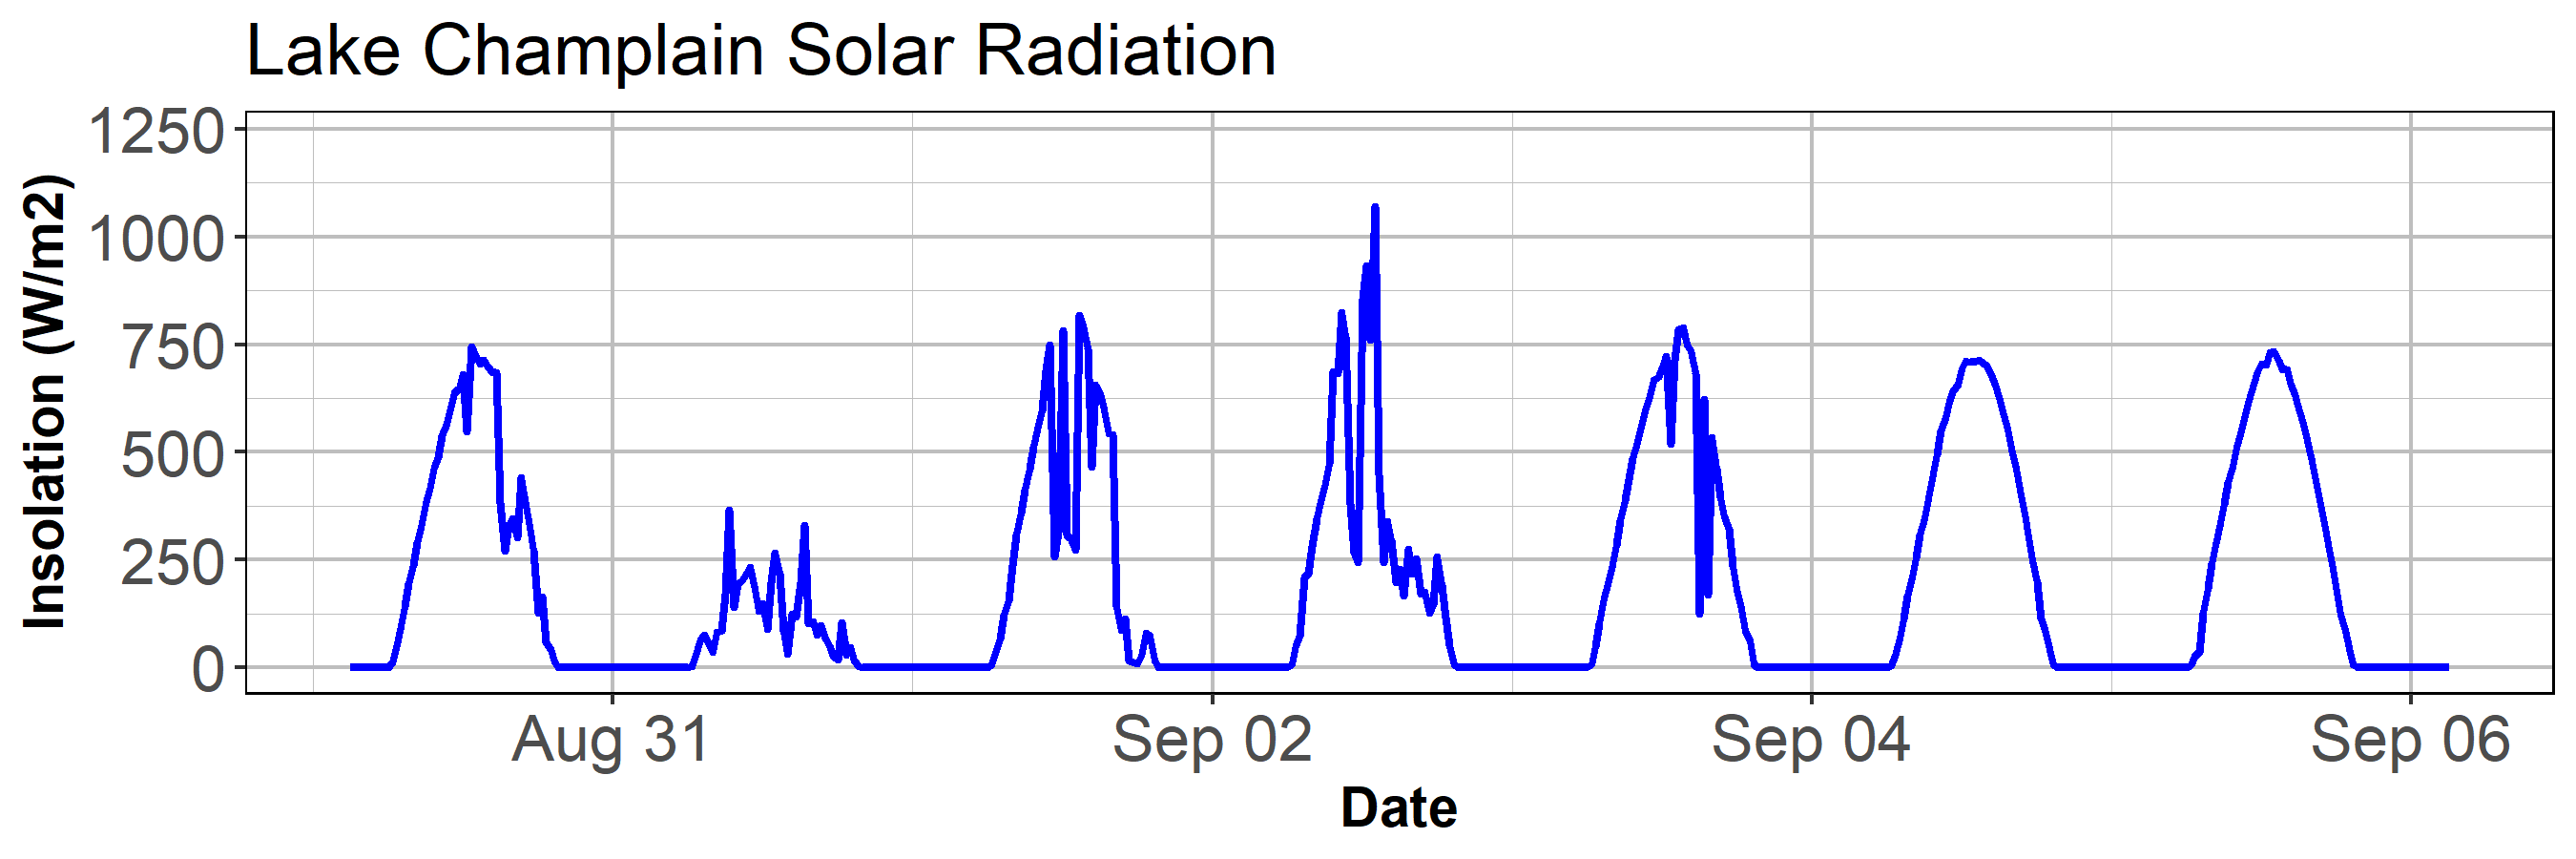 Lake Champlain Solar Radiation
Insolation (W/m2)
1250
1000
750
500
250
0
Aug 31
Sep 02
Sep 04
Sep 06
Date